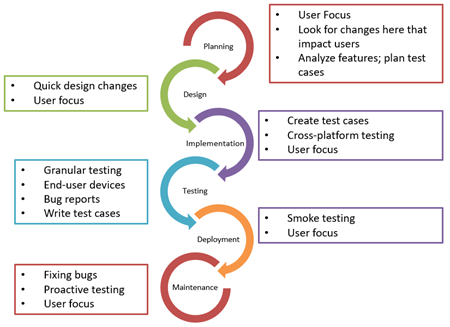 Planning
• User Focus
• Look for changes here that
impact users
• Analyze features; plan test
cases
• Quick design changes
• User focus
Design
Implementation
• Create test cases
• Cross-platform testing
• User focus
• Granular testing
• End-user devices
• Bug reports
• Write test cases
Testing
Deployment
• Smoke testing
• User focus
• Fixing bugs
• Proactive testing
• User focus
Maintenance